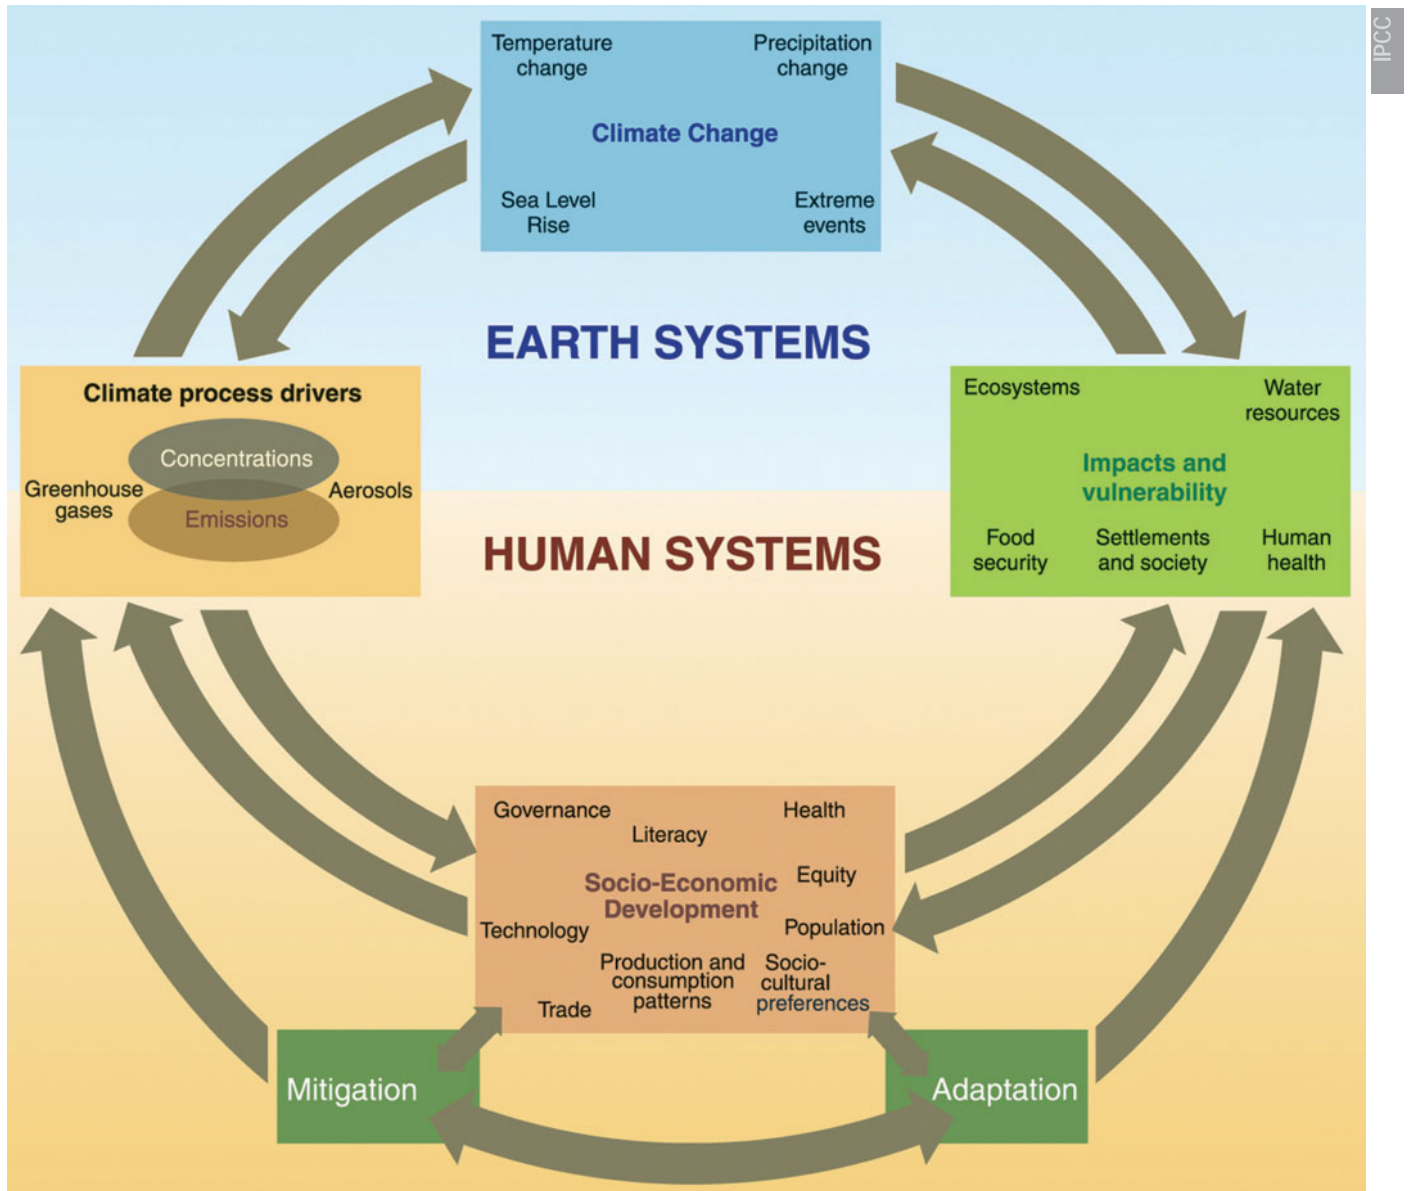 IPCC
Temperature
change
Precipitation
change
Climate Change
Sea Level
Rise
Extreme
events
EARTH SYSTEMS
Climate process drivers
Concentrations
Greenhouse
gases
Aerosols
Emissions
Ecosystems
Water
resources
Impacts and
vulnerability
Food
security
Settlements
and society
Human
health
HUMAN SYSTEMS
Governance
Literacy
Health
Socio-Economic
Development
Equity
Technology
Population
Production and
consumption
patterns
Socio-
cultural
preferences
Trade
Mitigation
Adaptation